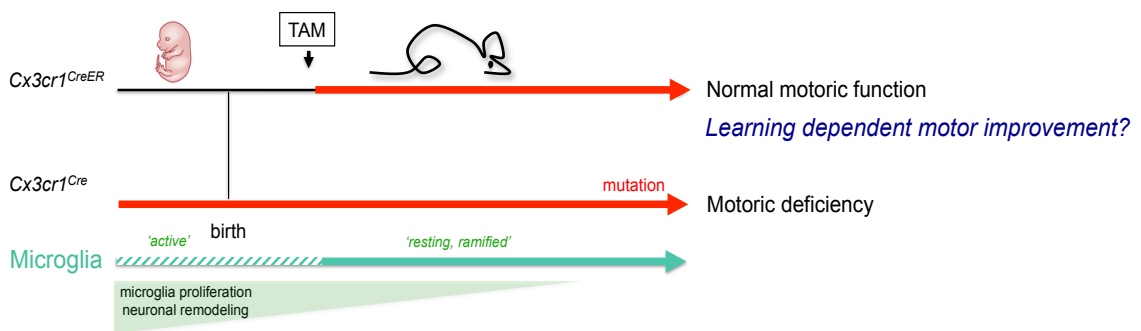 TAM
Cx3cr1CreER
Normal motoric function
Learning dependent motor improvement?
Cx3cr1Cre
mutation
Motoric deficiency
birth
'active'
'resting, ramified'
Microglia
microglia proliferation
neuronal remodeling